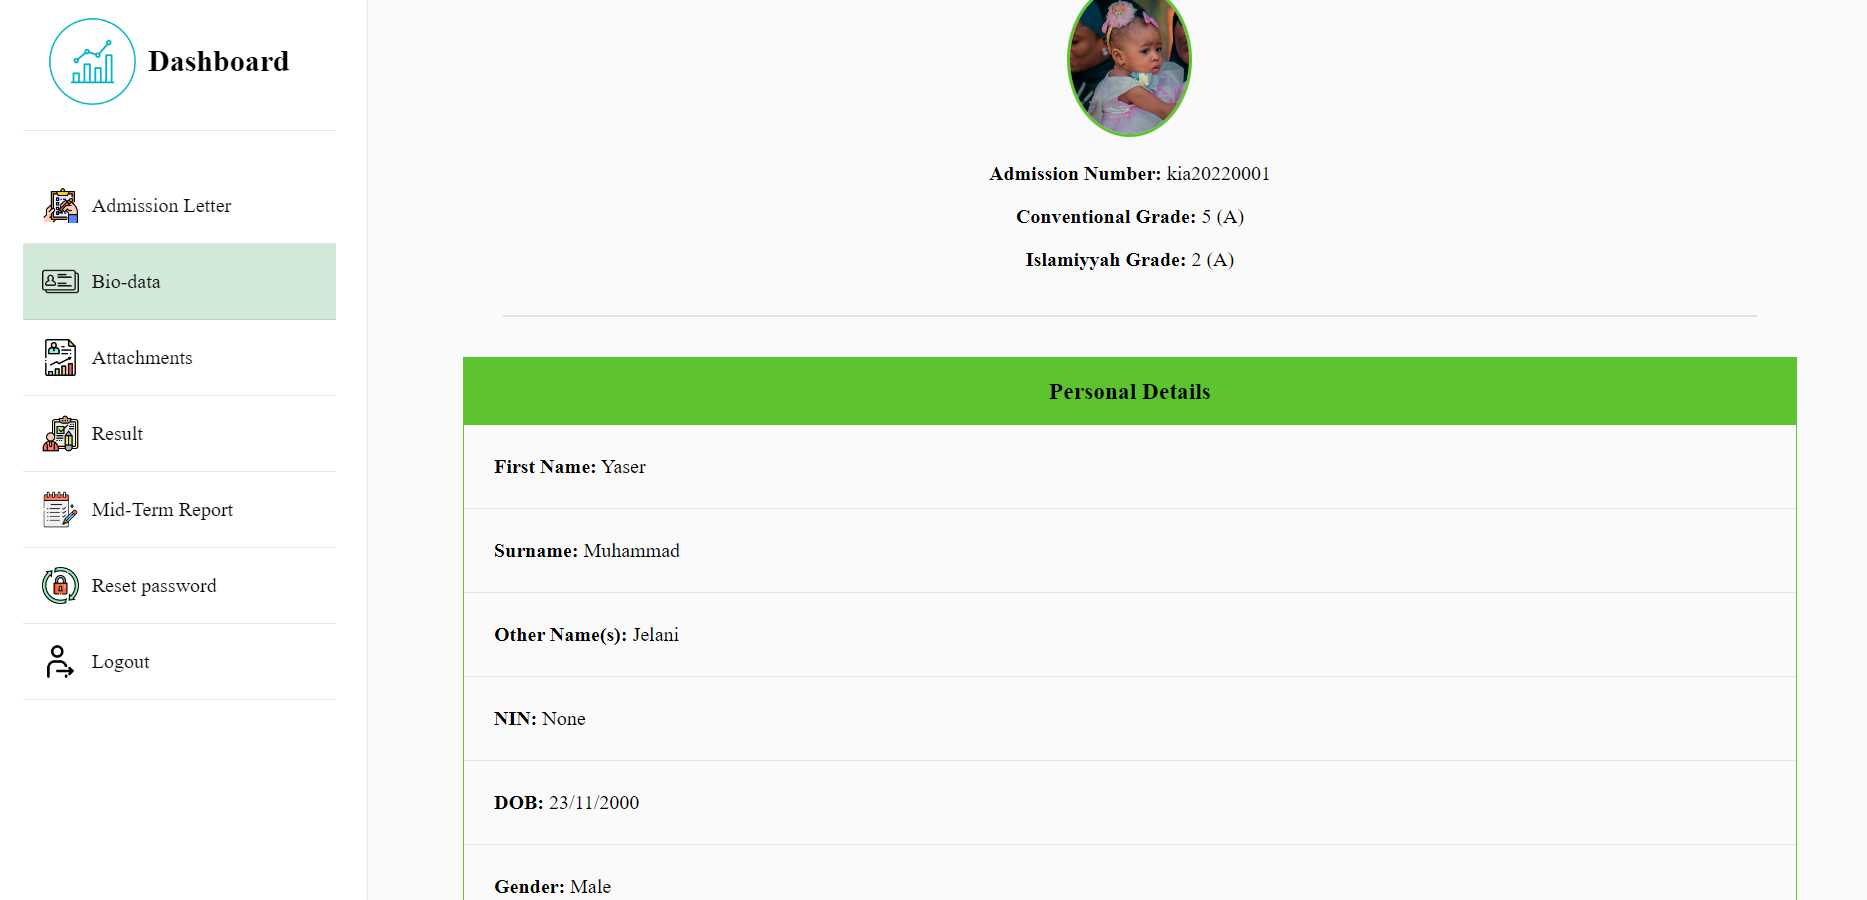 Dashboard
Admission Letter
Bio-data
Attachments
Result
Mid-Term Report
Reset password
Logout
Admission Number: kia20220001
Conventional Grade: 5 (A)
Islamiyyah Grade: 2 (A)
Personal Details
First Name: Yaser
Surname: Muhammad
Other Name(s): Jelani
NIN: None
DOB: 23/11/2000
Gender: Male